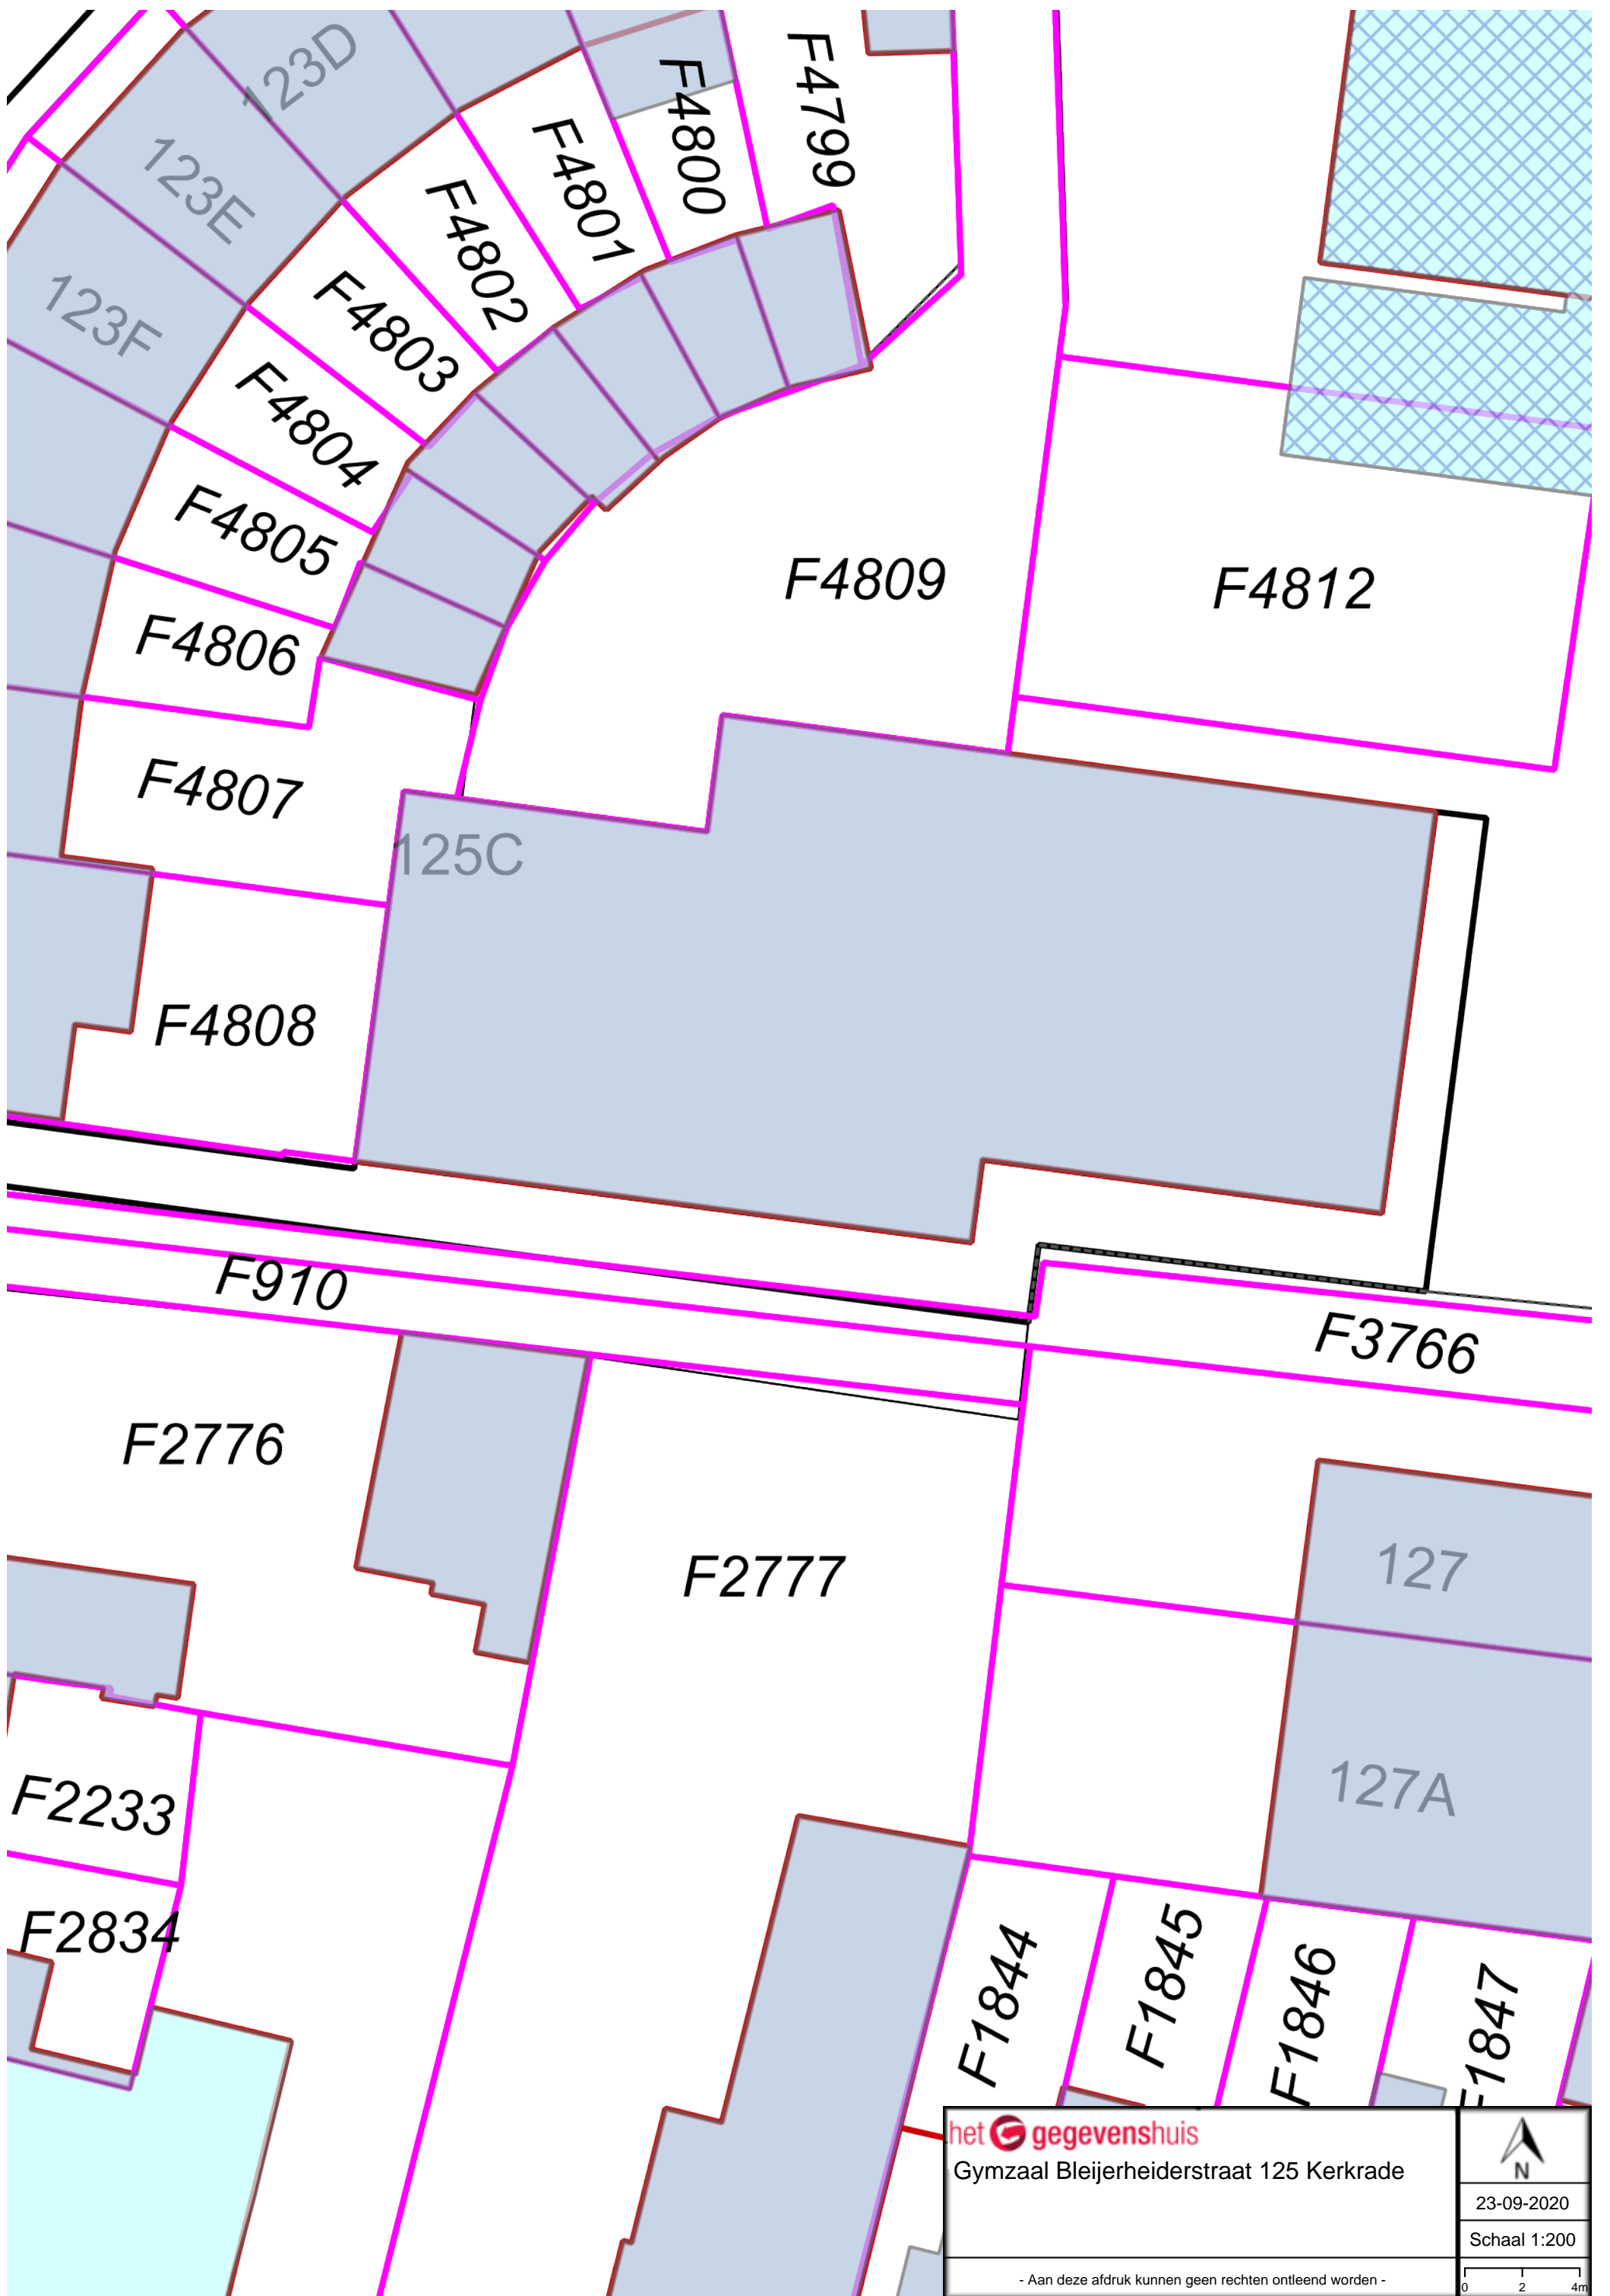 123D
F4800
F4799
F4801
123E
F4802
123F
F4803
F4804
F4805
F4809
F4812
F4806
F4807
125C
F4808
F910
F3766
F2776
127
F2777
127A
F2233
F2834
F1844
F1845
F1846
F1847
het gegevenshuis
Gymzaal Bleijerheiderstraat 125 Kerkrade
N
23-09-2020
Schaal 1:200
0 2 4m
- Aan deze afdruk kunnen geen rechten ontleend worden -